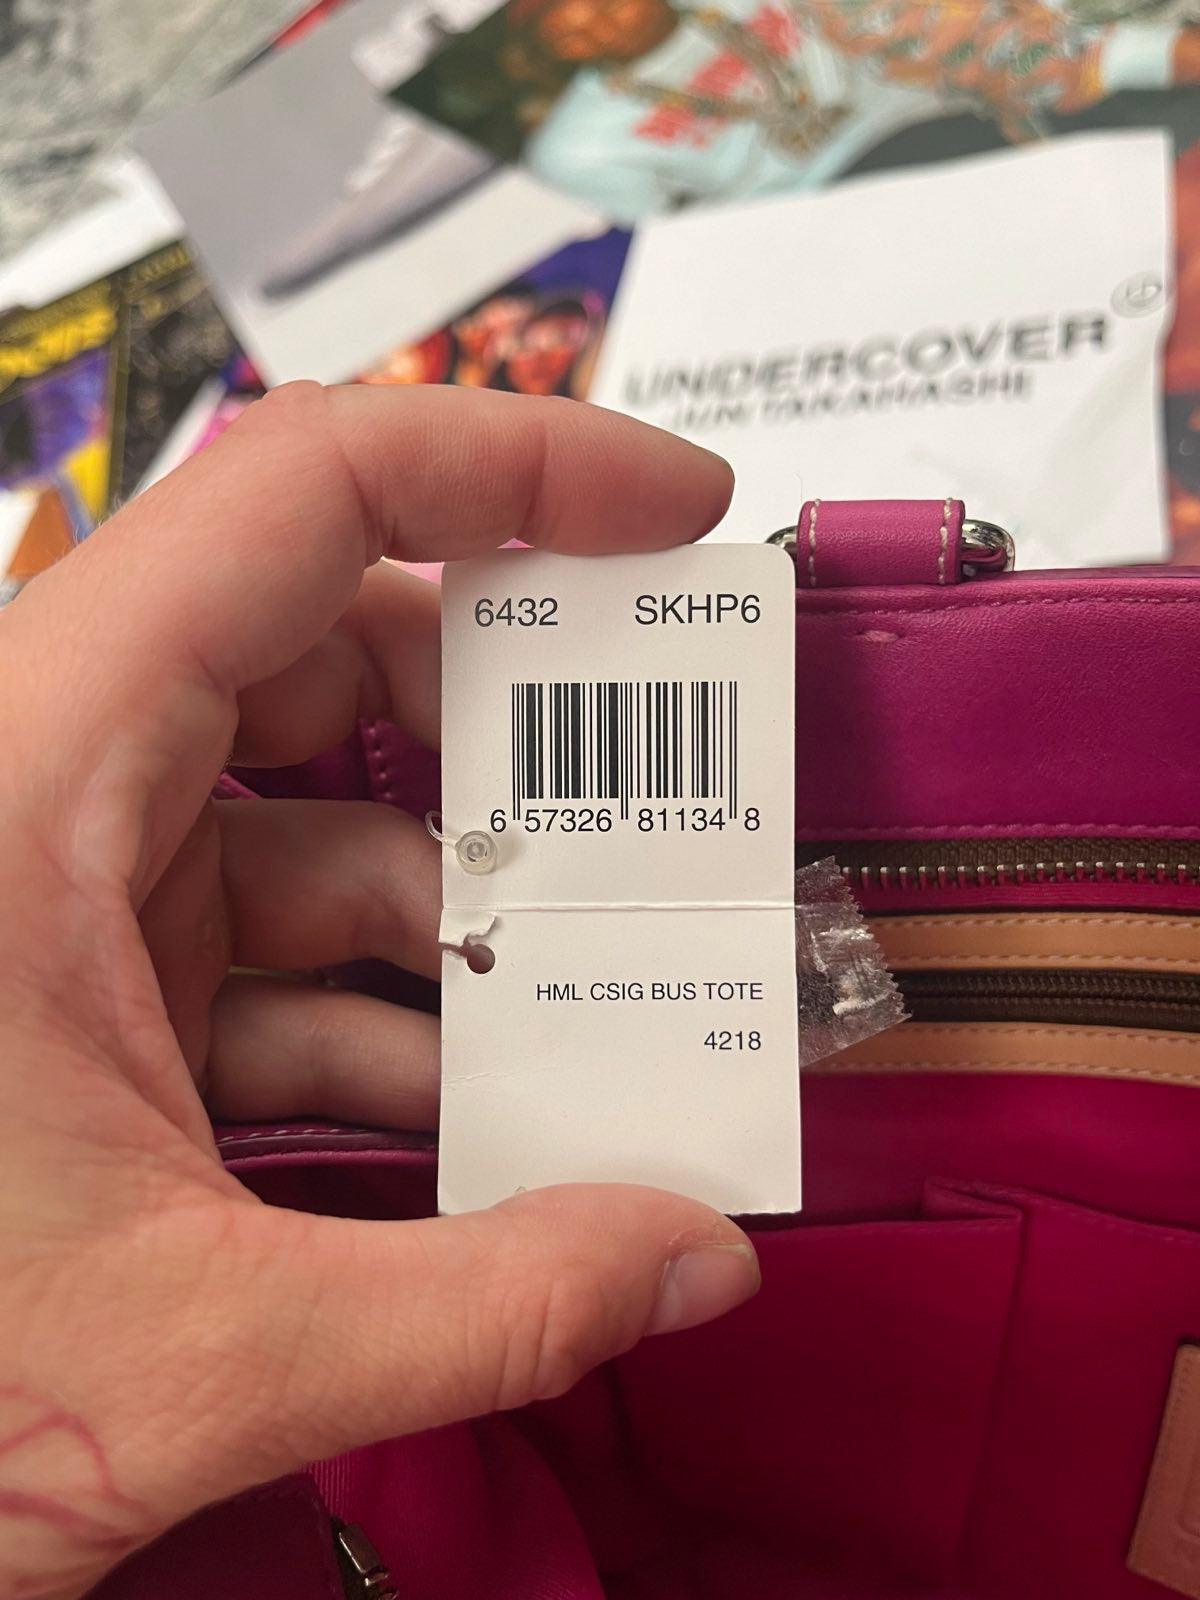 UNDERCOVER
JUN TAKAHASHI
6432 SKHP6
6 57326 81134 8
HML CSIG BUS TOTE
4218